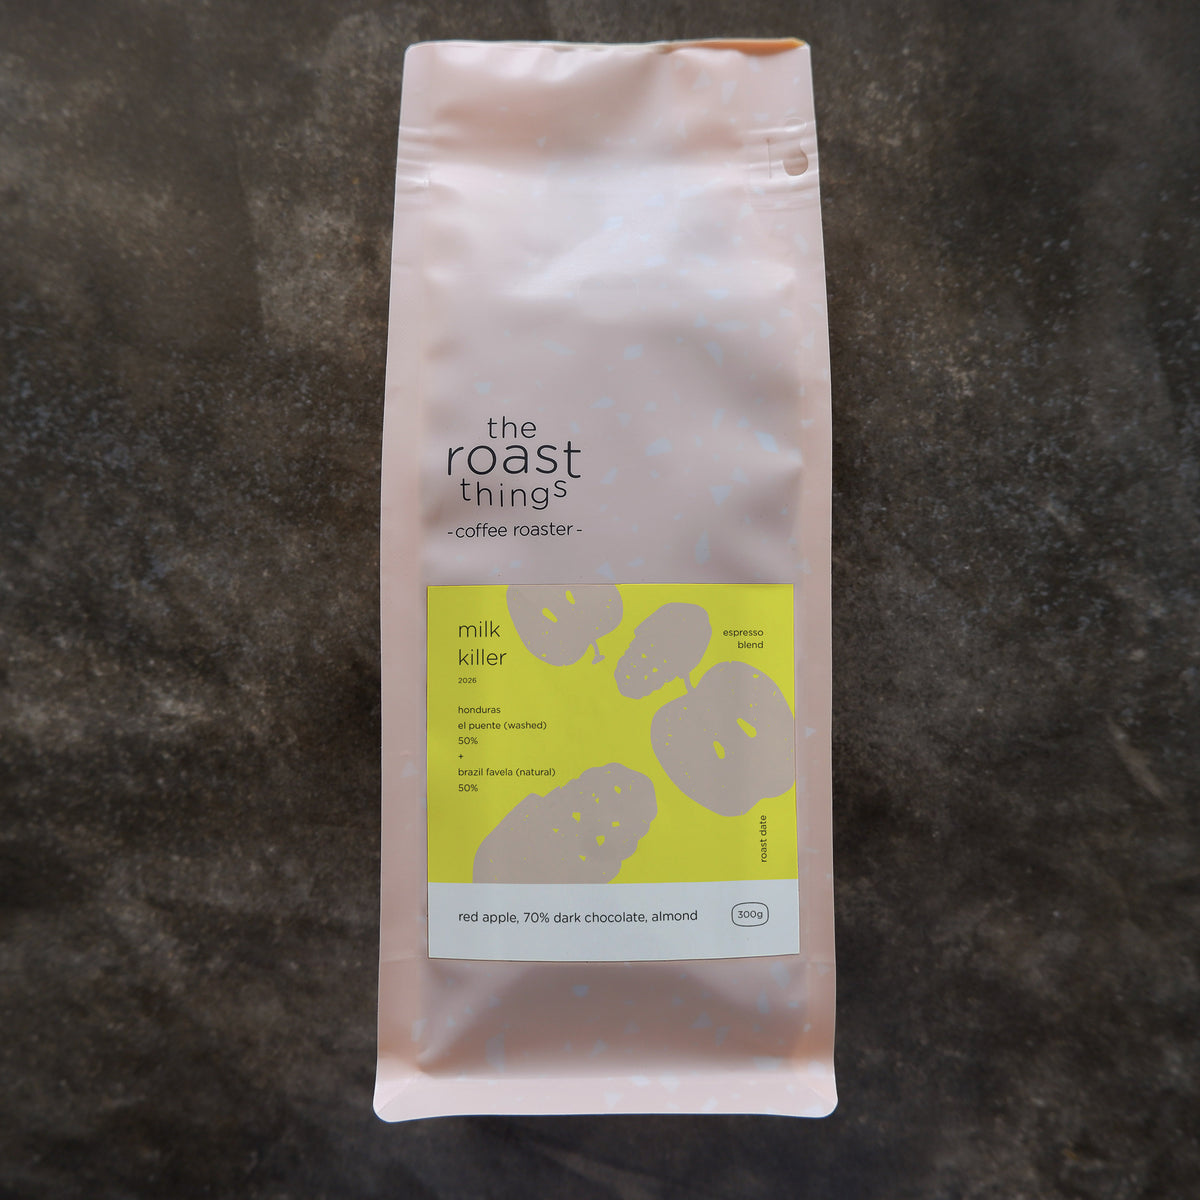 the
roast
things
-coffee roaster-
milk
killer
2026
espresso
blend
honduras
el puente (washed)
50%
+
brazil favela (natural)
50%
roast date
red apple, 70% dark chocolate, almond
300g